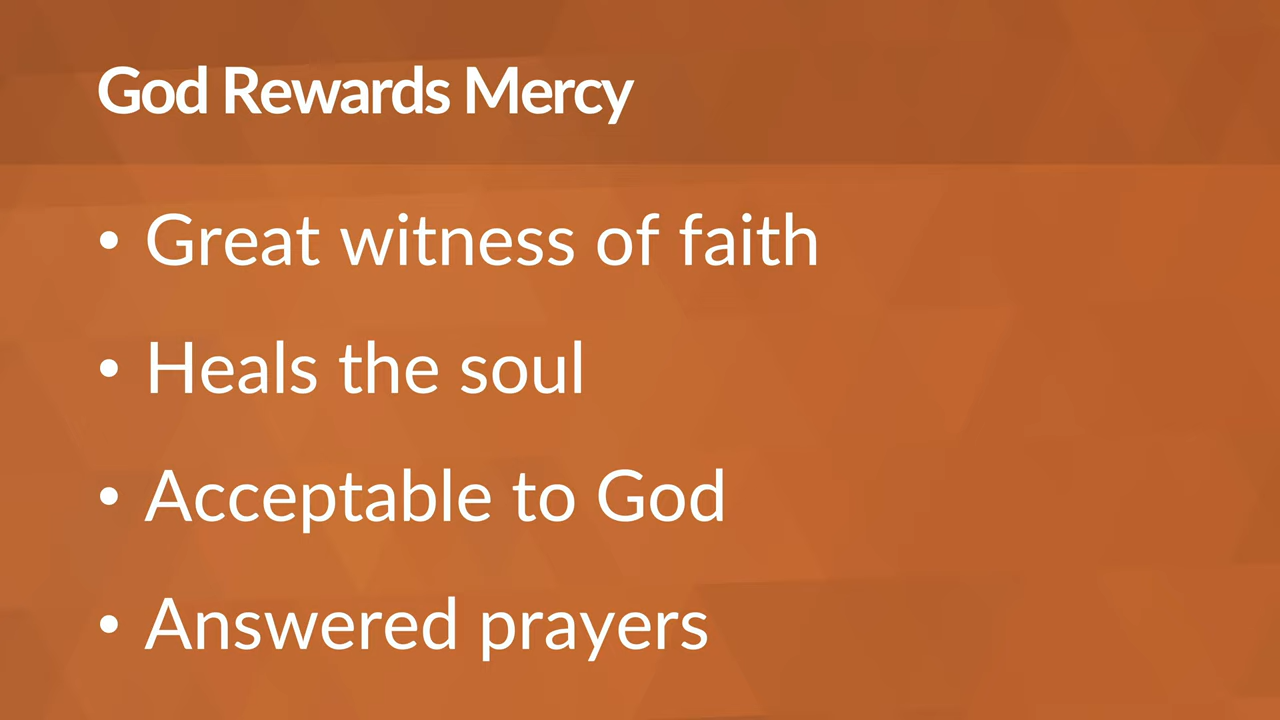 God Rewards Mercy
• Great witness of faith
• Heals the soul
• Acceptable to God
• Answered prayers